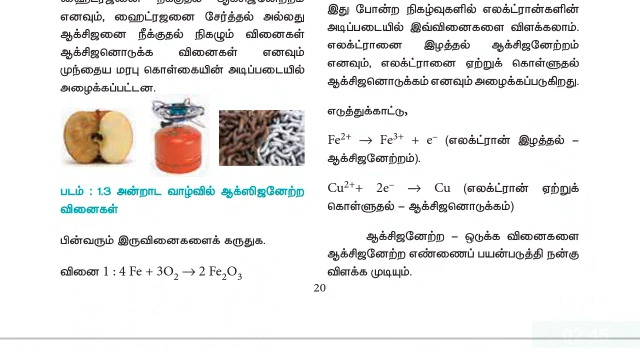 ஹைட்ரஜனை நீக்குதல் ஆக்சிஜனேற்றம்
எனவும், ஹைட்ரஜனை சேர்த்தல் அல்லது
ஆக்சிஜனை நீக்குதல் நிகழும் வினைகள்
ஆக்சிஜனொடுக்க வினைகள் எனவும்
முந்தைய மரபு கொள்கையின் அடிப்படையில்
அழைக்கப்பட்டன.
படம் : 1.3 அன்றாட வாழ்வில் ஆக்ஸிஜனேற்ற
வினைகள்
பின்வரும் இருவினைகளைக் கருதுக.
வினை 1 : 4 Fe + 3O₂ → 2 Fe₂O₃
இது போன்ற நிகழ்வுகளில் எலக்ட்ரான்களின்
அடிப்படையில் இவ்வினைகளை விளக்கலாம்.
எலக்ட்ரானை இழத்தல் ஆக்சிஜனேற்றம்
எனவும், எலக்ட்ரானை ஏற்றுக் கொள்ளுதல்
ஆக்சிஜனொடுக்கம் எனவும் அழைக்கப்படுகிறது.
எடுத்துக்காட்டு,
Fe²⁺ → Fe³⁺ + e⁻ (எலக்ட்ரான் இழத்தல் –
ஆக்சிஜனேற்றம்).
Cu²⁺+ 2e⁻ → Cu (எலக்ட்ரான் ஏற்றுக்
கொள்ளுதல் – ஆக்சிஜனொடுக்கம்)
ஆக்சிஜனேற்ற – ஒடுக்க வினைகளை
ஆக்சிஜனேற்ற எண்ணைப் பயன்படுத்தி நன்கு
விளக்க முடியும்.
20
02:45